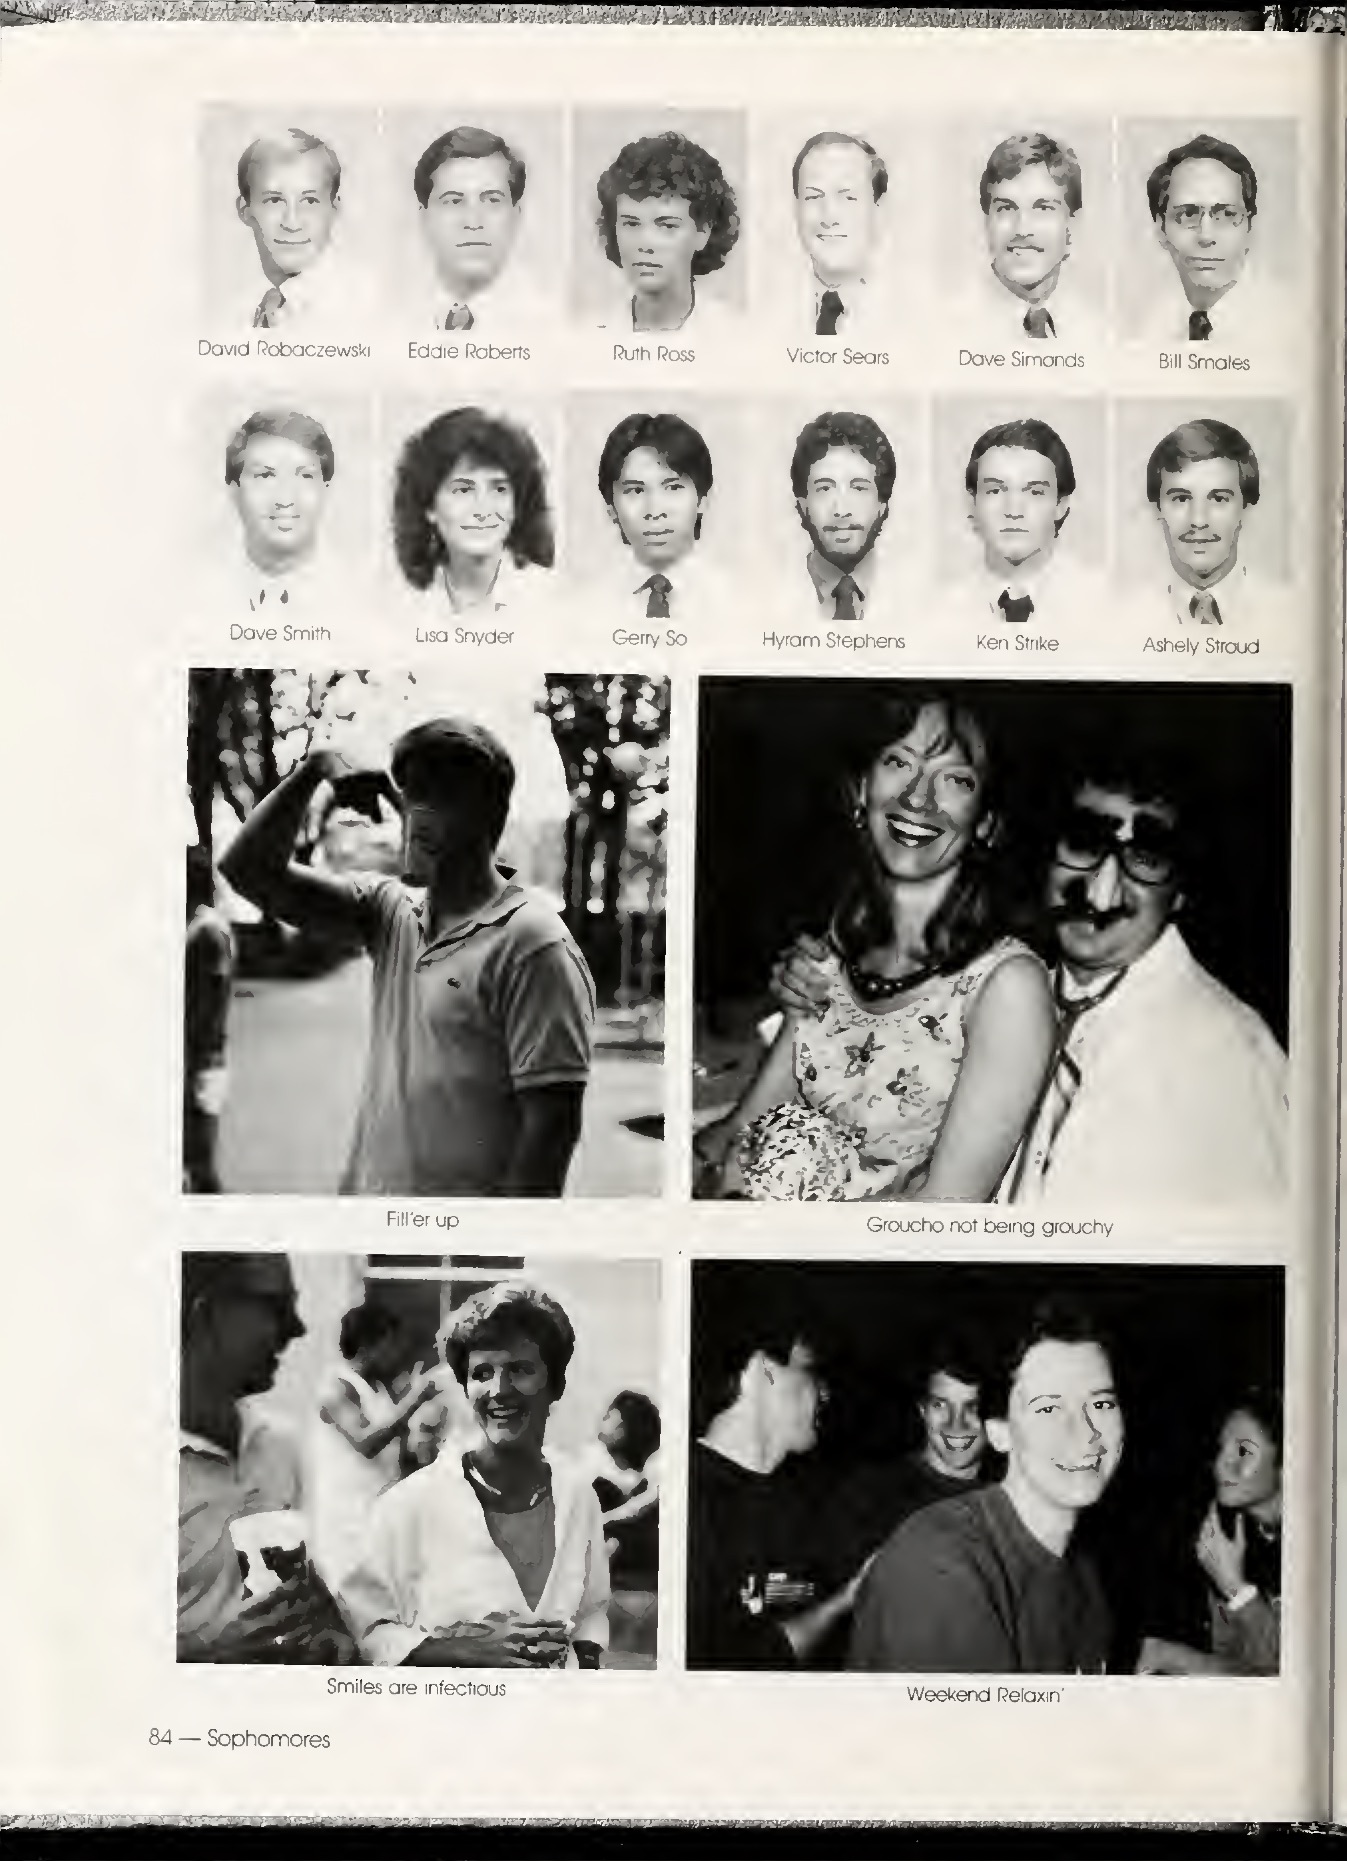 David Robaczewski
Eddie Roberts
Ruth Ross
Victor Sears
Dave Simonds
Bill Smales
Dave Smith
Lisa Snyder
Gerry So
Hyram Stephens
Ken Strike
Ashely Stroud
Fill'er up
Groucho not being grouchy
Smiles are infectious
Weekend Relaxin'
84 — Sophomores